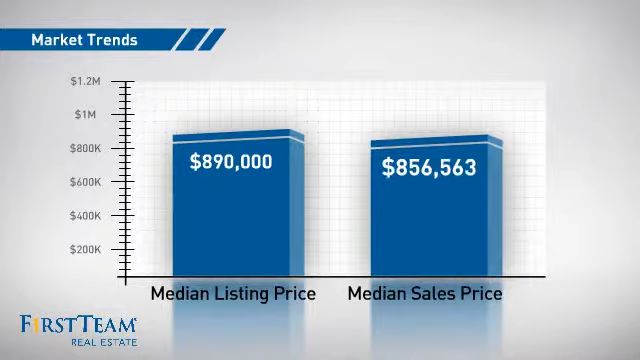 Market Trends
$1.2M
$1M
$800K
$600K
$400K
$200K
$890,000
$856,563
Median Listing Price
Median Sales Price
FIRSTTEAM®
REAL ESTATE